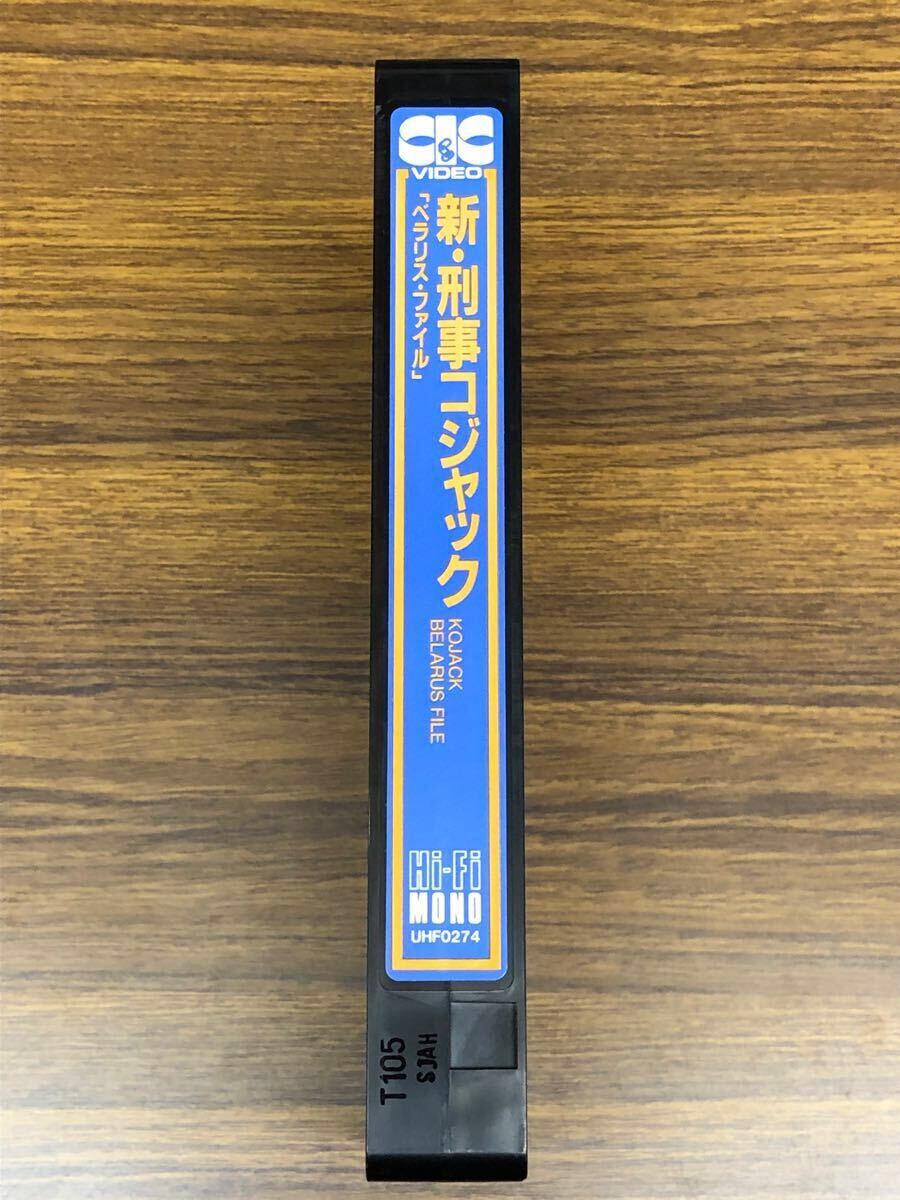 CIC
VIDEO
新・刑事コジャック
「ベラリス・ファイル」
KOJACK
BELARUS FILE
Hi-Fi
MONO
UHF0274
T105
SJAH